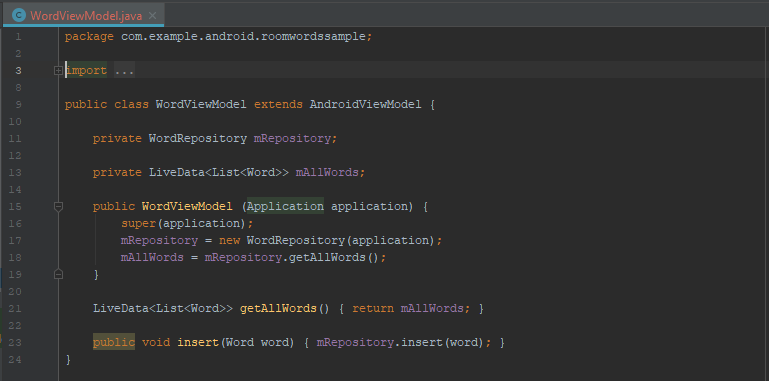 WordViewModel.java
1 package com.example.android.roomwordssample;
2
3 import ...
8
9 public class WordViewModel extends AndroidViewModel {
10
11 private WordRepository mRepository;
12
13 private LiveData<List<Word>> mAllWords;
14
15 public WordViewModel (Application application) {
16 super(application);
17 mRepository = new WordRepository(application);
18 mAllWords = mRepository.getAllWords();
19 }
20
21 LiveData<List<Word>> getAllWords() { return mAllWords; }
22
23 public void insert(Word word) { mRepository.insert(word); }
24 }